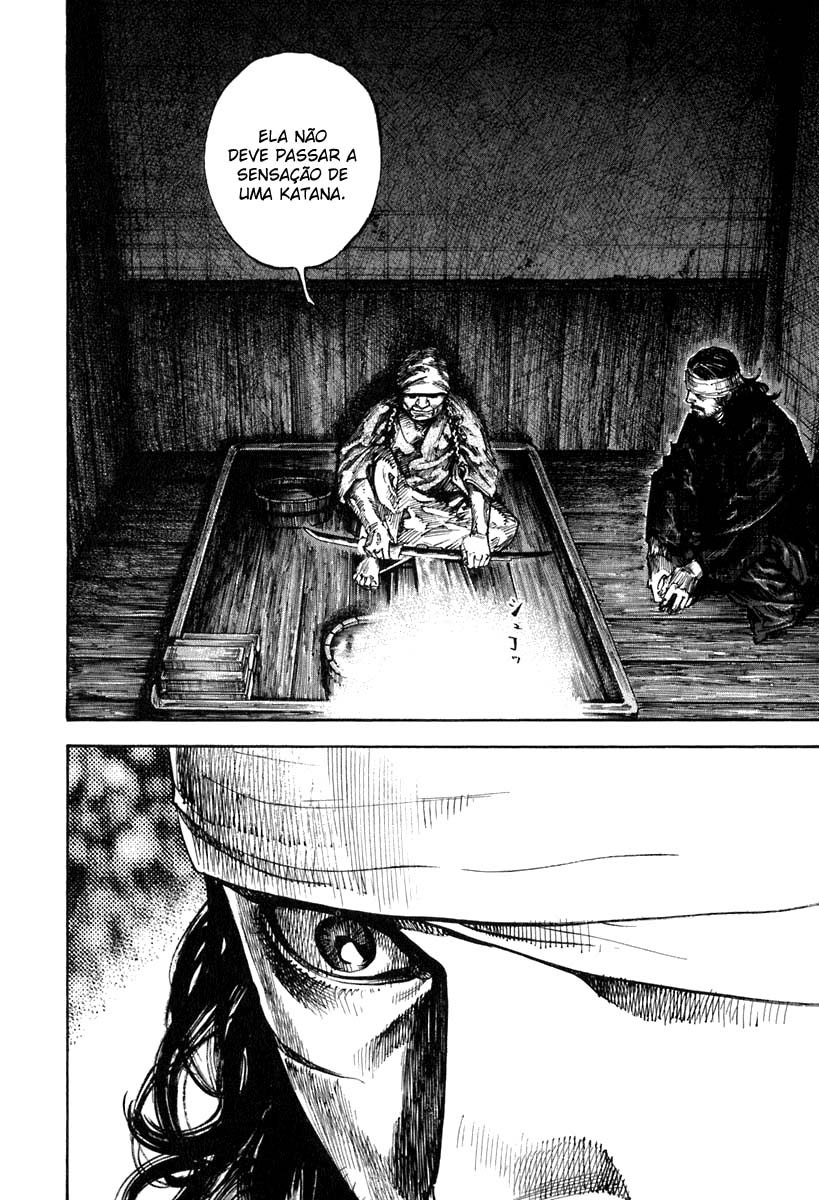 ELA NÃO
DEVE PASSAR A
SENSAÇÃO DE
UMA KATANA.
シュコッ